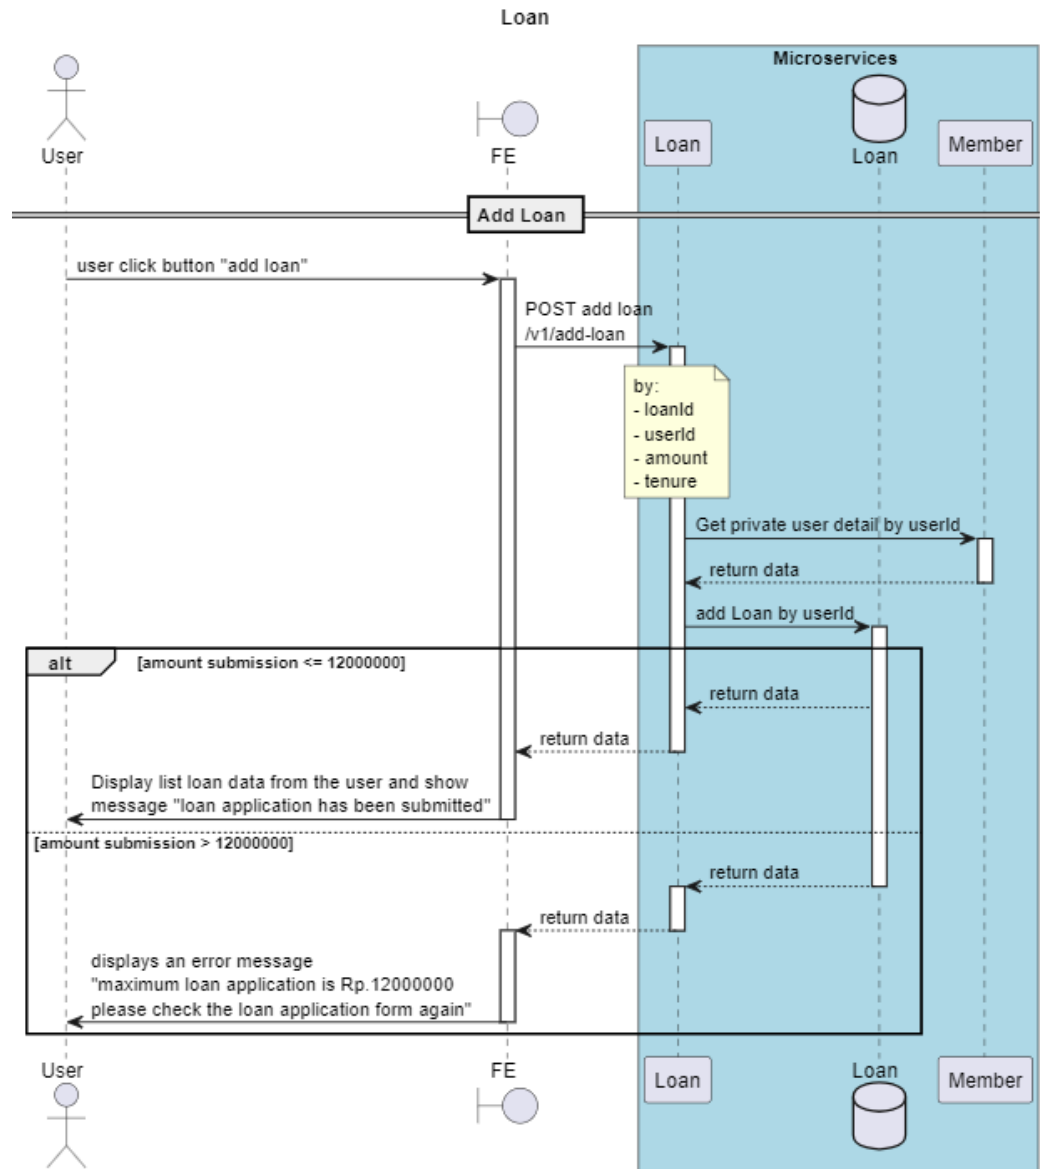 Loan
Microservices
User
FE
Loan
Loan
Member
Add Loan
user click button "add loan"
POST add loan
/v1/add-loan
by:
- loanId
- userId
- amount
- tenure
Get private user detail by userId
return data
add Loan by userId
alt
[amount submission <= 12000000]
return data
return data
Display list loan data from the user and show
message "loan application has been submitted"
[amount submission > 12000000]
return data
return data
displays an error message
"maximum loan application is Rp.12000000
please check the loan application form again"
User
FE
Loan
Loan
Member